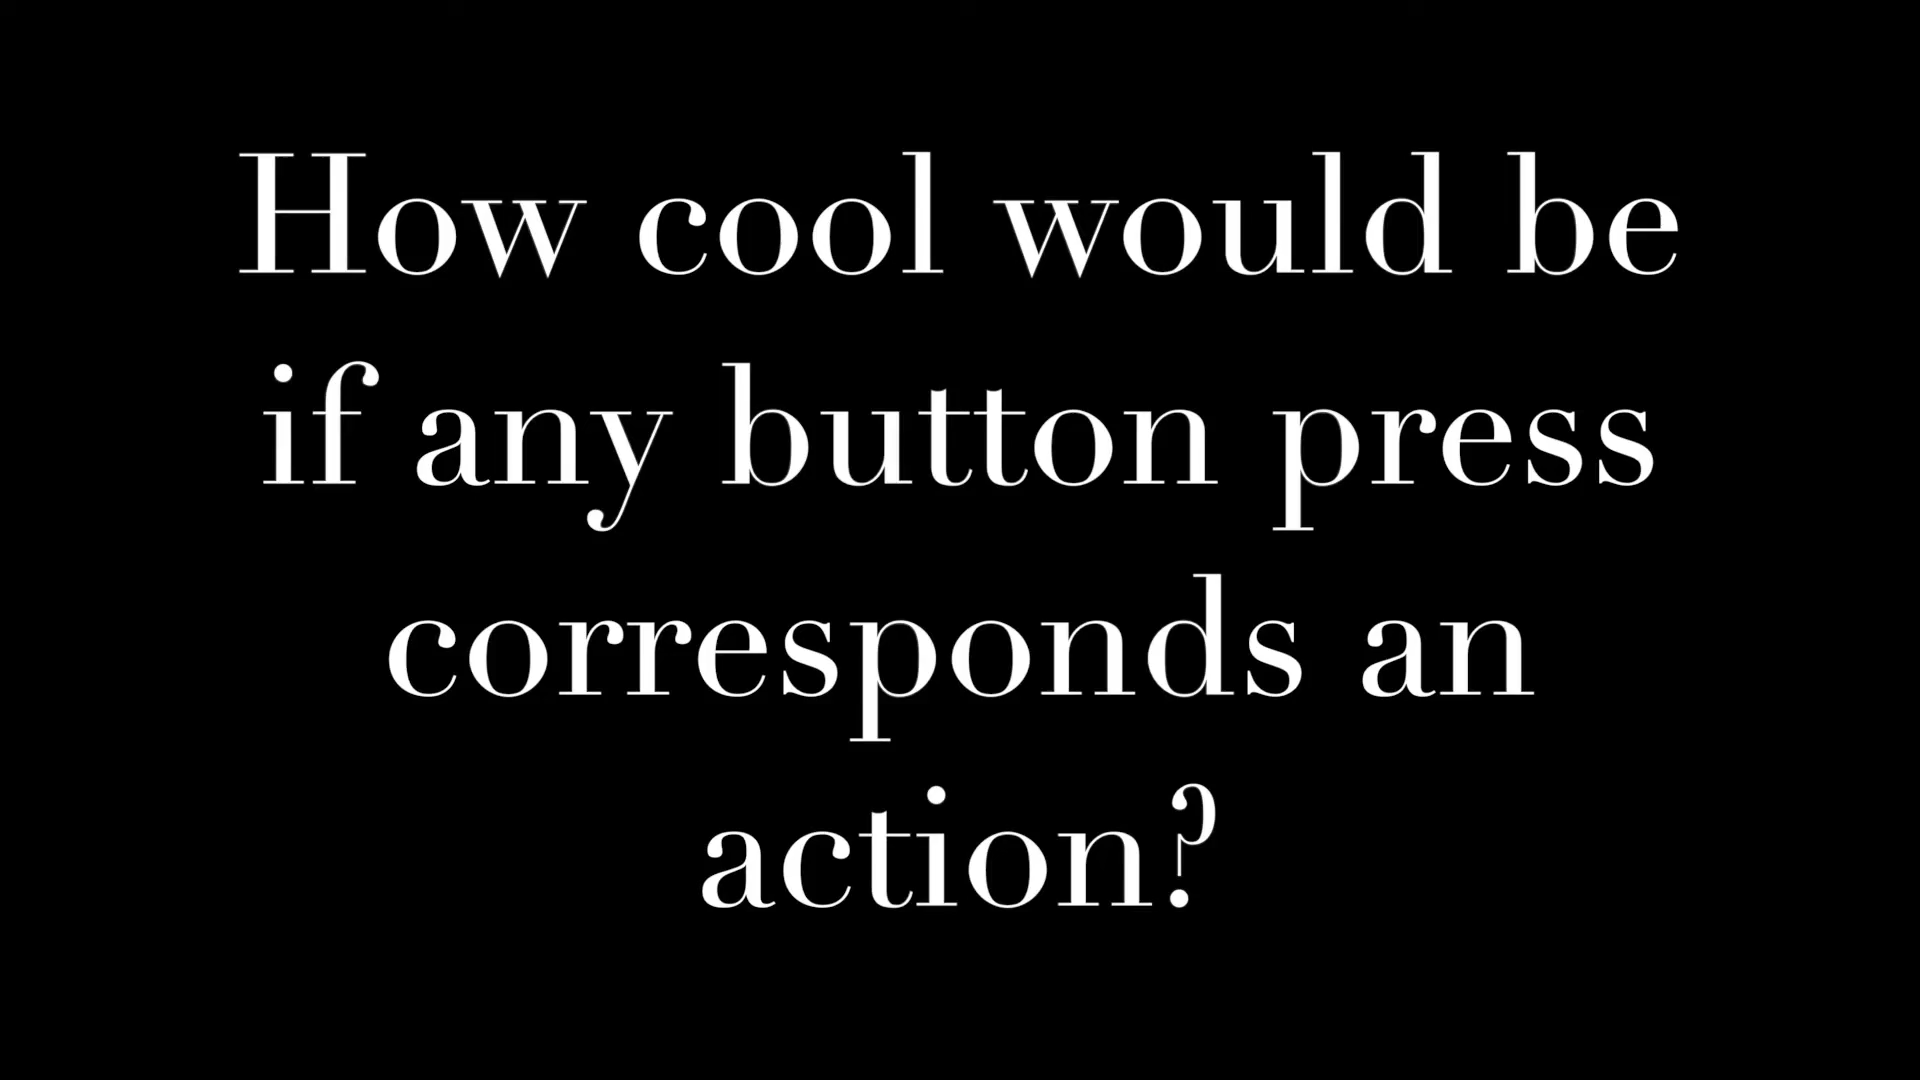 How cool would be
if any button press
corresponds an
action?